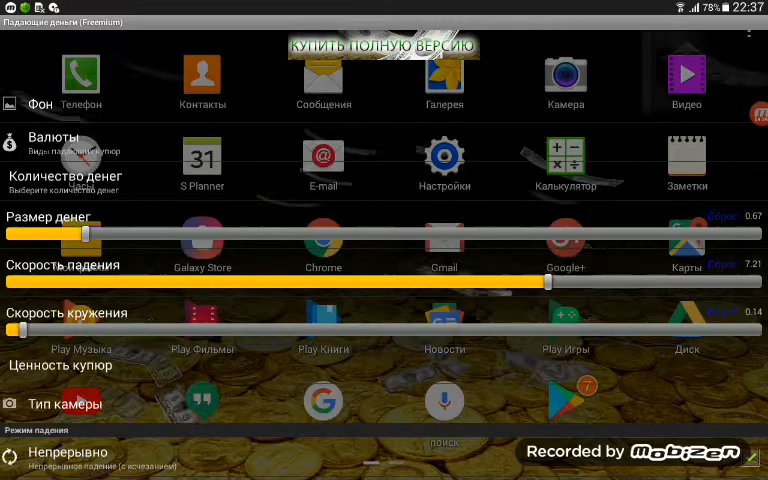 78% 22:37
Падающие деньги (Freemium)
КУПИТЬ ПОЛНУЮ ВЕРСИЮ
Фон
Телефон
Контакты
Сообщения
Галерея
Камера
Видео
Валюты
Виды падающих купюр
31
Количество денег
Выберите количество денег
Часы
S Planner
E-mail
Настройки
Калькулятор
Заметки
Размер денег
Сброс 0.67
Galaxy Store
Chrome
Gmail
Google+
Карты
Скорость падения
Сброс 7.21
Скорость кружения
Сброс 0.14
Play Музыка
Play Фильмы
Play Книги
Новости
Play Игры
Диск
Ценность купюр
7
Тип камеры
Режим падения
поиск
Непрерывно
Непрерывное падение (с исчезанием)
Recorded by Mobizen